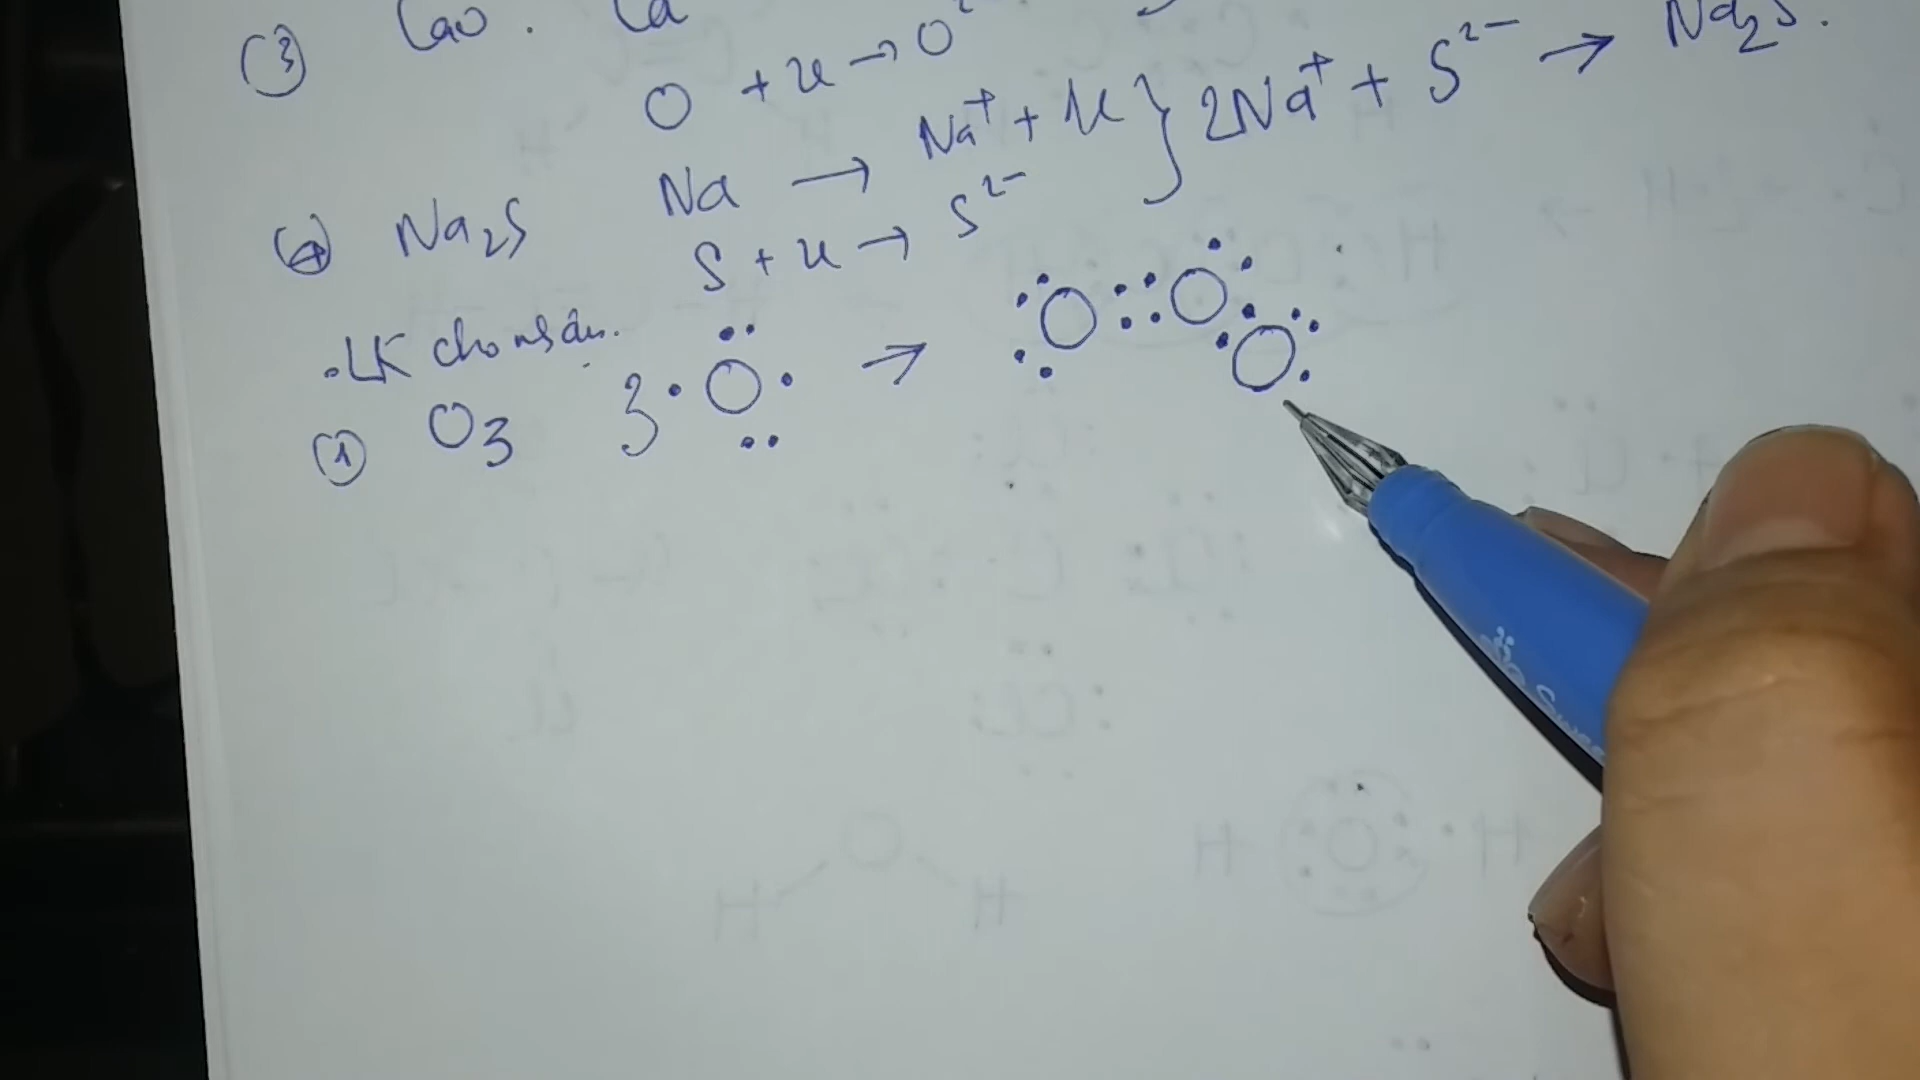 ③ CaO. Ca
O + 2e → O²
④ Na₂S Na → Na⁺ + 1e } 2Na⁺ + S²⁻ → Na₂S.
S + 2e → S²⁻
. LK cho nhận.
① O₃ 3 O → O O O